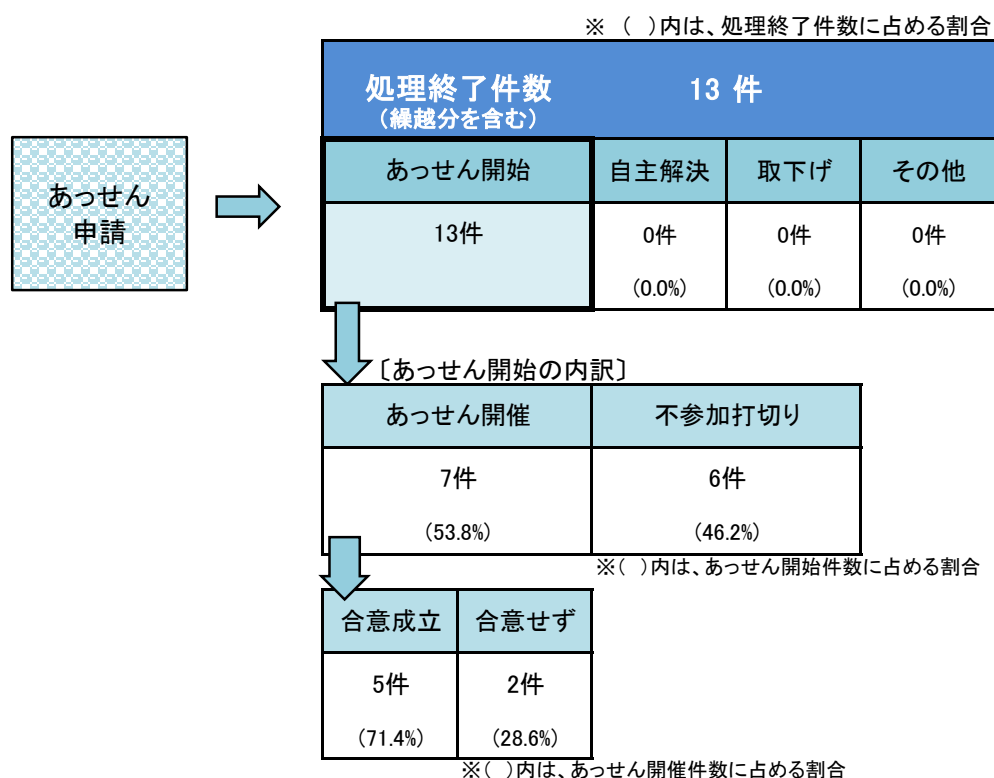 ※ ( )内は、処理終了件数に占める割合
処理終了件数 13 件
(繰越分を含む)
あっせん
申請
あっせん開始 自主解決 取下げ その他
13件 0件 0件 0件
(0.0%) (0.0%) (0.0%)
〔あっせん開始の内訳〕
あっせん開催 不参加打切り
7件 6件
(53.8%) (46.2%)
※( )内は、あっせん開始件数に占める割合
合意成立 合意せず
5件 2件
(71.4%) (28.6%)
※( )内は、あっせん開催件数に占める割合